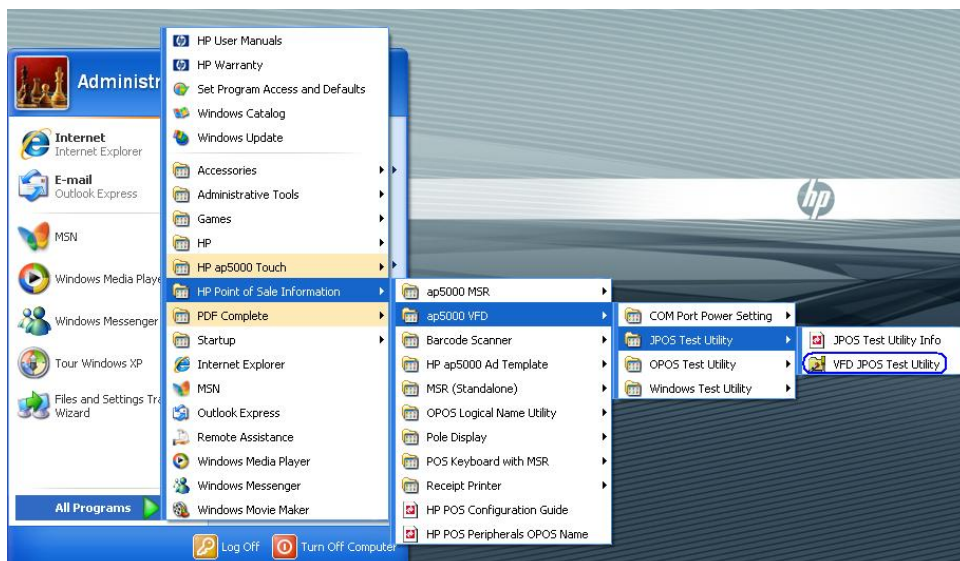 Administr
Internet
Internet Explorer
E-mail
Outlook Express
MSN
Windows Media Playe
Windows Messenger
Tour Windows XP
Files and Settings Tra
Wizard
All Programs
Log Off
Turn Off Computer
HP User Manuals
HP Warranty
Set Program Access and Defaults
Windows Catalog
Windows Update
Accessories
Administrative Tools
Games
HP
HP ap5000 Touch
HP Point of Sale Information
PDF Complete
Startup
Internet Explorer
MSN
Outlook Express
Remote Assistance
Windows Media Player
Windows Messenger
Windows Movie Maker
ap5000 MSR
ap5000 VFD
Barcode Scanner
HP ap5000 Ad Template
MSR (Standalone)
OPOS Logical Name Utility
Pole Display
POS Keyboard with MSR
Receipt Printer
HP POS Configuration Guide
HP POS Peripherals OPOS Name
COM Port Power Setting
JPOS Test Utility
OPOS Test Utility
Windows Test Utility
JPOS Test Utility Info
VFD JPOS Test Utility
hp